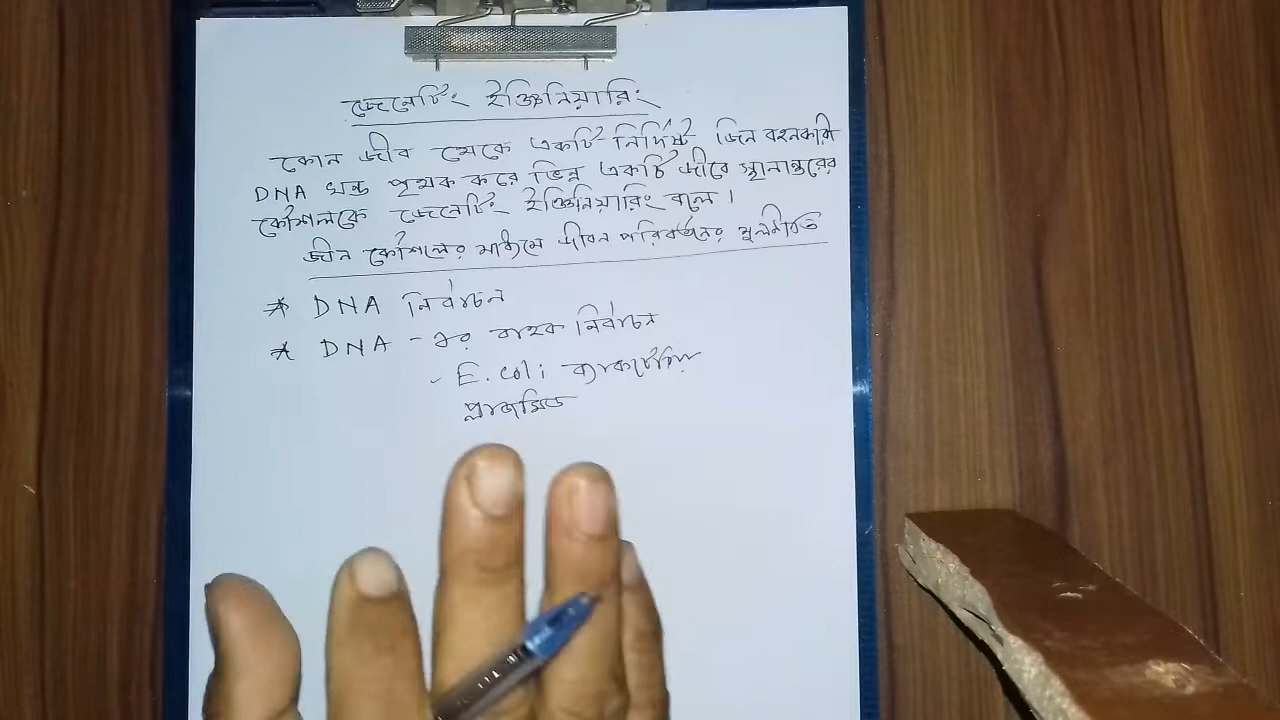 জেনেটিং ইঞ্জিনিয়ারিং
কোন জীব থেকে একটি নির্দিষ্ট জিন বহনকারি
DNA খন্ড পৃথক করে ভিন্ন একটি জীবে স্থানান্তরের
কৌশলকে জেনেটিং ইঞ্জিনিয়ারিং বলে।
জীন কৌশলের মাধ্যমে জীবন পরিবর্তনের মূলনীতি
* DNA নির্বাচন
* DNA - এর বাহক নির্বাচন
- E. coli ব্যাকটেরিয়া
প্লাজমিড